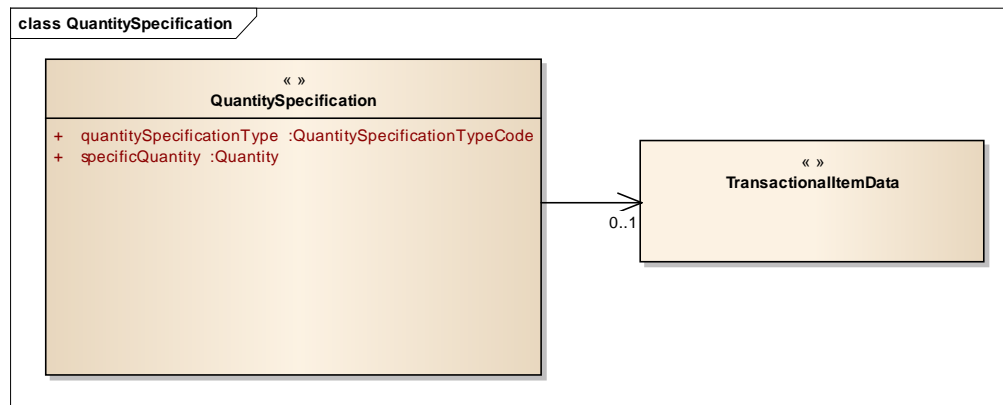 class QuantitySpecification
« »
QuantitySpecification
+ quantitySpecificationType :QuantitySpecificationTypeCode
+ specificQuantity :Quantity
« »
TransactionalItemData
0..1